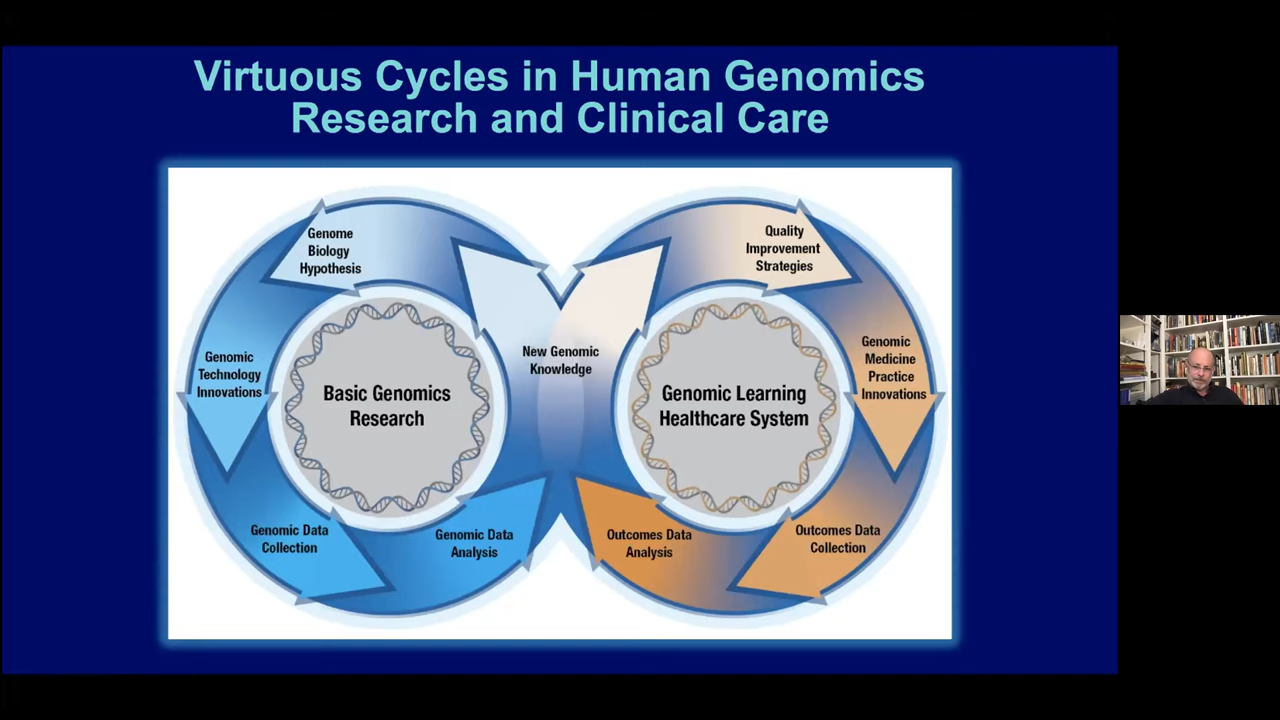 Virtuous Cycles in Human Genomics
Research and Clinical Care
Genome
Biology
Hypothesis
Genomic
Technology
Innovations
Genomic Data
Collection
Genomic Data
Analysis
Basic Genomics
Research
New Genomic
Knowledge
Quality
Improvement
Strategies
Genomic
Medicine
Practice
Innovations
Outcomes Data
Collection
Outcomes Data
Analysis
Genomic Learning
Healthcare System